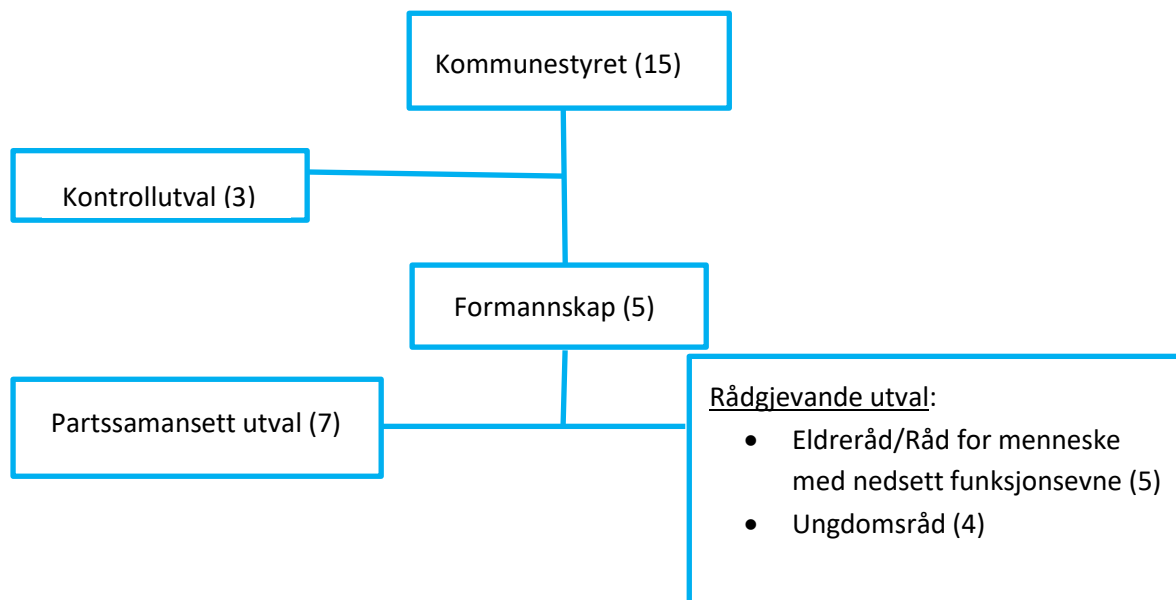 Kommunestyret (15)
Kontrollutval (3)
Formannskap (5)
Partssamansett utval (7)
Rådgjevande utval:
• Eldreråd/Råd for menneske
med nedsett funksjonsevne (5)
• Ungdomsråd (4)